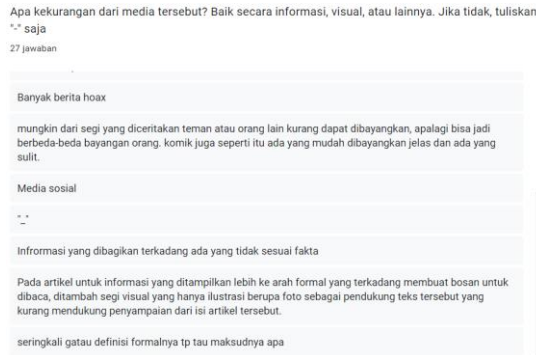 Apa kekurangan dari media tersebut? Baik secara informasi, visual, atau lainnya. Jika tidak, tuliskan
"-" saja
27 jawaban
Banyak berita hoax
mungkin dari segi yang diceritakan teman atau orang lain kurang dapat dibayangkan, apalagi bisa jadi
berbeda-beda bayangan orang. komik juga seperti itu ada yang mudah dibayangkan jelas dan ada yang
sulit.
Media sosial
"_"
Infrormasi yang dibagikan terkadang ada yang tidak sesuai fakta
Pada artikel untuk informasi yang ditampilkan lebih ke arah formal yang terkadang membuat bosan untuk
dibaca, ditambah segi visual yang hanya ilustrasi berupa foto sebagai pendukung teks tersebut yang
kurang mendukung penyampaian dari isi artikel tersebut.
seringkali gatau definisi formalnya tp tau maksudnya apa